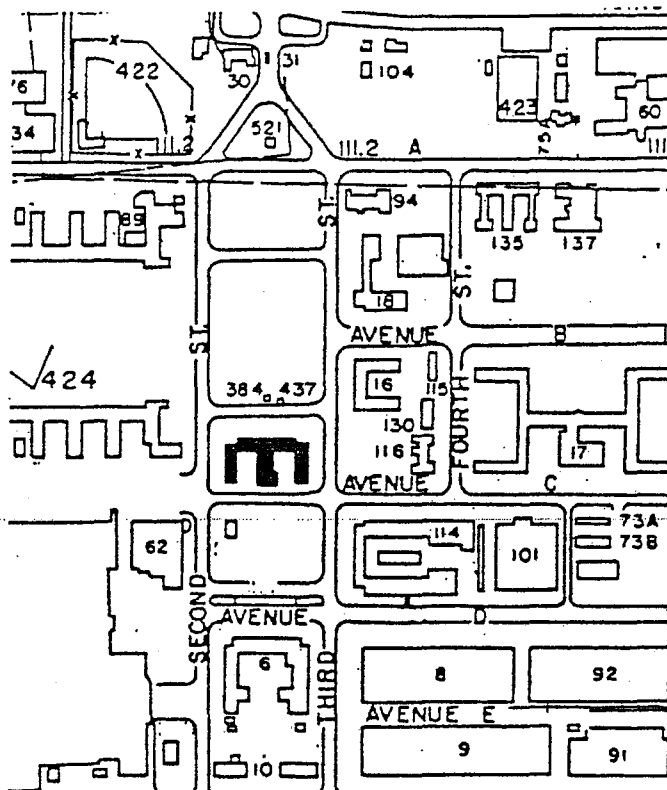 31
30
104
422
423
60
34
521
75A
111.2
111.2 A
94
ST.
89
135
137
ST.
18
ST.
AVENUE B
424
384 437
16
115
130
116
FOURTH
17
AVENUE C
73A
73B
62
114
101
SECOND
AVENUE D
6
THIRD
8
92
AVENUE E
9
91
10